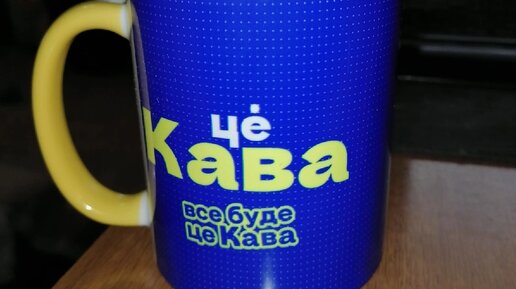 це
Кава
все буде
це Кава